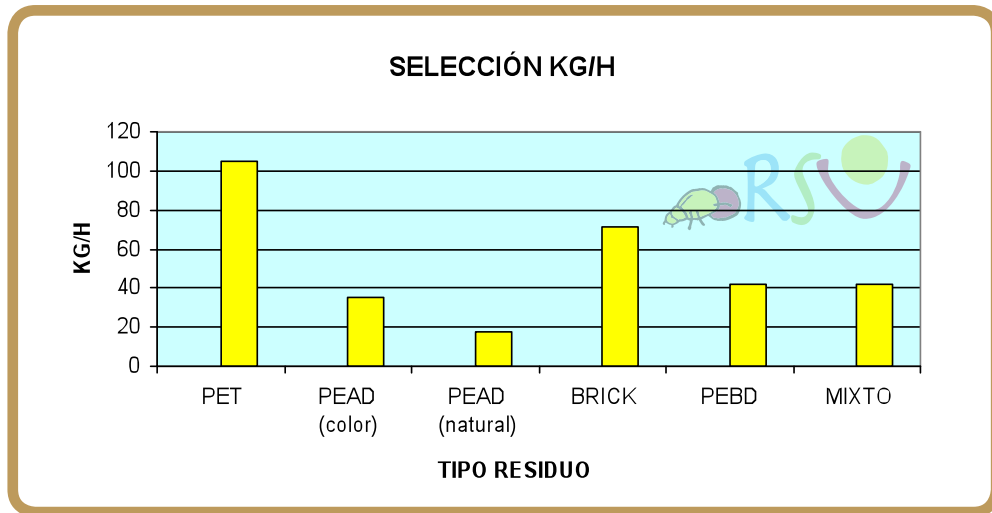 SELECCIÓN KG/H
KG/H
120
100
80
60
40
20
0
RSU
PET
PEAD
(color)
PEAD
(natural)
BRICK
PEBD
MIXTO
TIPO RESIDUO